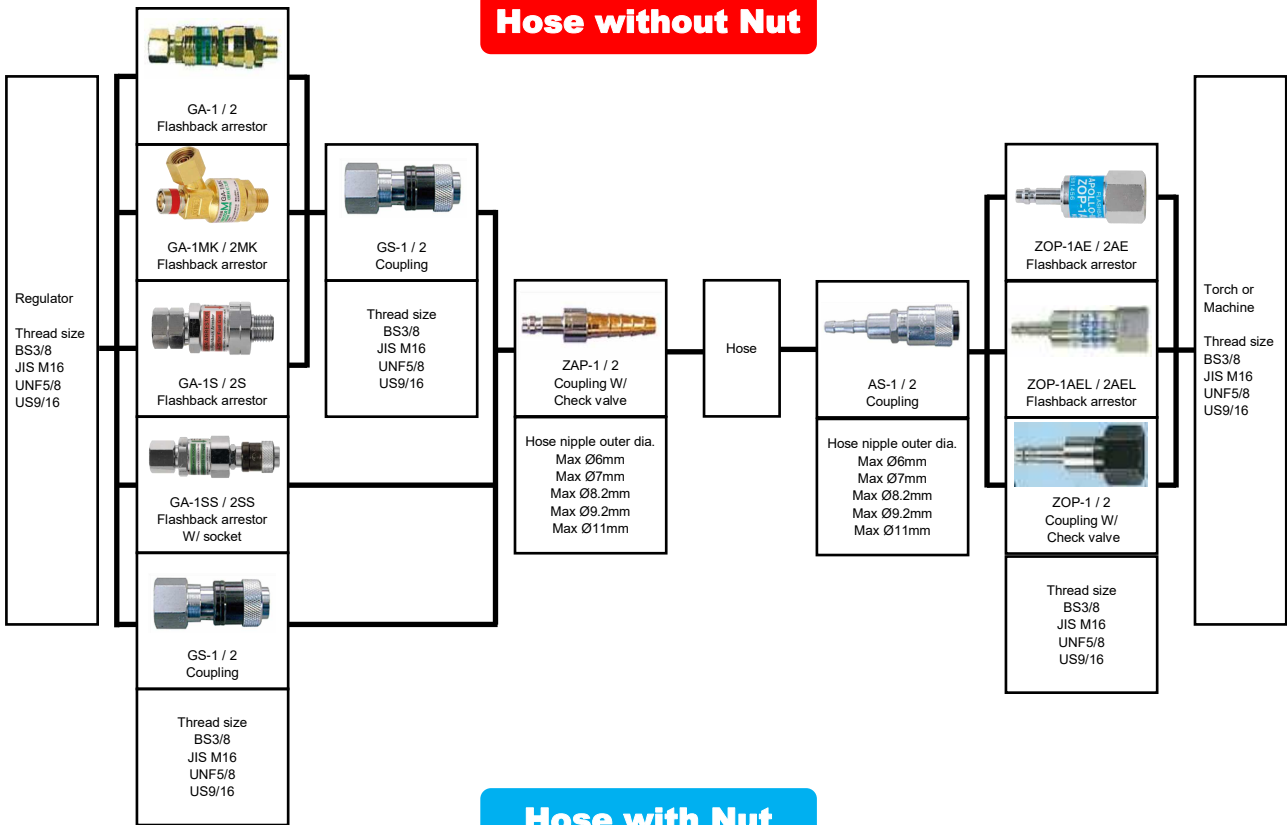 Hose without Nut
Regulator
Thread size
BS3/8
JIS M16
UNF5/8
US9/16
GA-1 / 2
Flashback arrestor
GA-1MK / 2MK
Flashback arrestor
GA-1S / 2S
Flashback arrestor
GA-1SS / 2SS
Flashback arrestor
W/ socket
GS-1 / 2
Coupling
Thread size
BS3/8
JIS M16
UNF5/8
US9/16
GS-1 / 2
Coupling
Thread size
BS3/8
JIS M16
UNF5/8
US9/16
ZAP-1 / 2
Coupling W/
Check valve
Hose nipple outer dia.
Max Ø6mm
Max Ø7mm
Max Ø8.2mm
Max Ø9.2mm
Max Ø11mm
Hose
AS-1 / 2
Coupling
Hose nipple outer dia.
Max Ø6mm
Max Ø7mm
Max Ø8.2mm
Max Ø9.2mm
Max Ø11mm
APOLLO
ZOP-1A
ZOP-1AE / 2AE
Flashback arrestor
ZOP-1AEL / 2AEL
Flashback arrestor
ZOP-1 / 2
Coupling W/
Check valve
Thread size
BS3/8
JIS M16
UNF5/8
US9/16
Torch or
Machine
Thread size
BS3/8
JIS M16
UNF5/8
US9/16
Hose with Nut